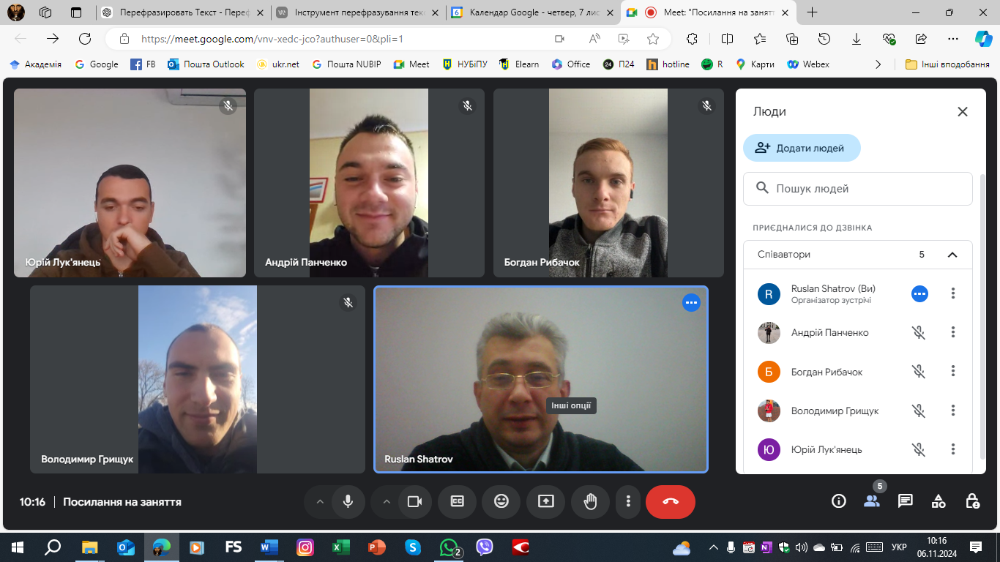 Перефразировать Текст - Переф
Інструмент перефразування текс
Календар Google - четвер, 7 лис
Meet: "Посилання на занятт
https://meet.google.com/vnv-xedc-jco?authuser=0&pli=1
Академія
Google
FB
Пошта Outlook
ukr.net
Пошта NUBIP
Meet
НУБіПУ
Elearn
Office
24
П24
hotline
R
Карти
Webex
Інші вподобання
Юрій Лук'янець
Андрій Панченко
Богдан Рибачок
Володимир Грищук
Інші опції
Ruslan Shatrov
Люди
Додати людей
Пошук людей
ПРИЄДНАЛИСЯ ДО ДЗВІНКА
Співавтори 5
R
Ruslan Shatrov (Ви)
Організатор зустрічі
Андрій Панченко
Б
Богдан Рибачок
Володимир Грищук
Ю
Юрій Лук'янець
10:16 | Посилання на заняття
5
FS
2
УКР
10:16
06.11.2024